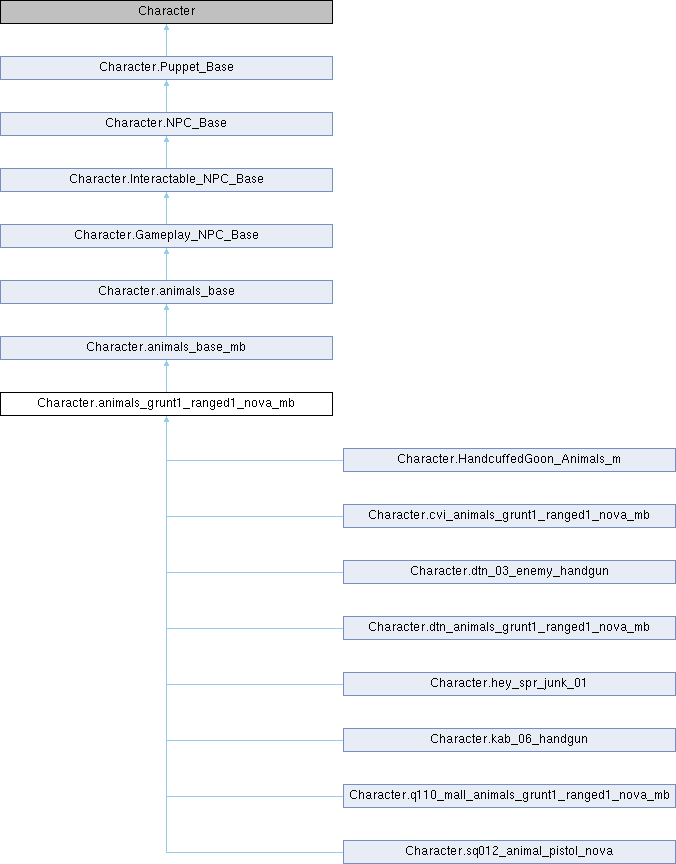 Character
Character.Puppet_Base
Character.NPC_Base
Character.Interactable_NPC_Base
Character.Gameplay_NPC_Base
Character.animals_base
Character.animals_base_mb
Character.animals_grunt1_ranged1_nova_mb
Character.HandcuffedGoon_Animals_m
Character.cvi_animals_grunt1_ranged1_nova_mb
Character.dtn_03_enemy_handgun
Character.dtn_animals_grunt1_ranged1_nova_mb
Character.hey_spr_junk_01
Character.kab_06_handgun
Character.q110_mall_animals_grunt1_ranged1_nova_mb
Character.sq012_animal_pistol_nova